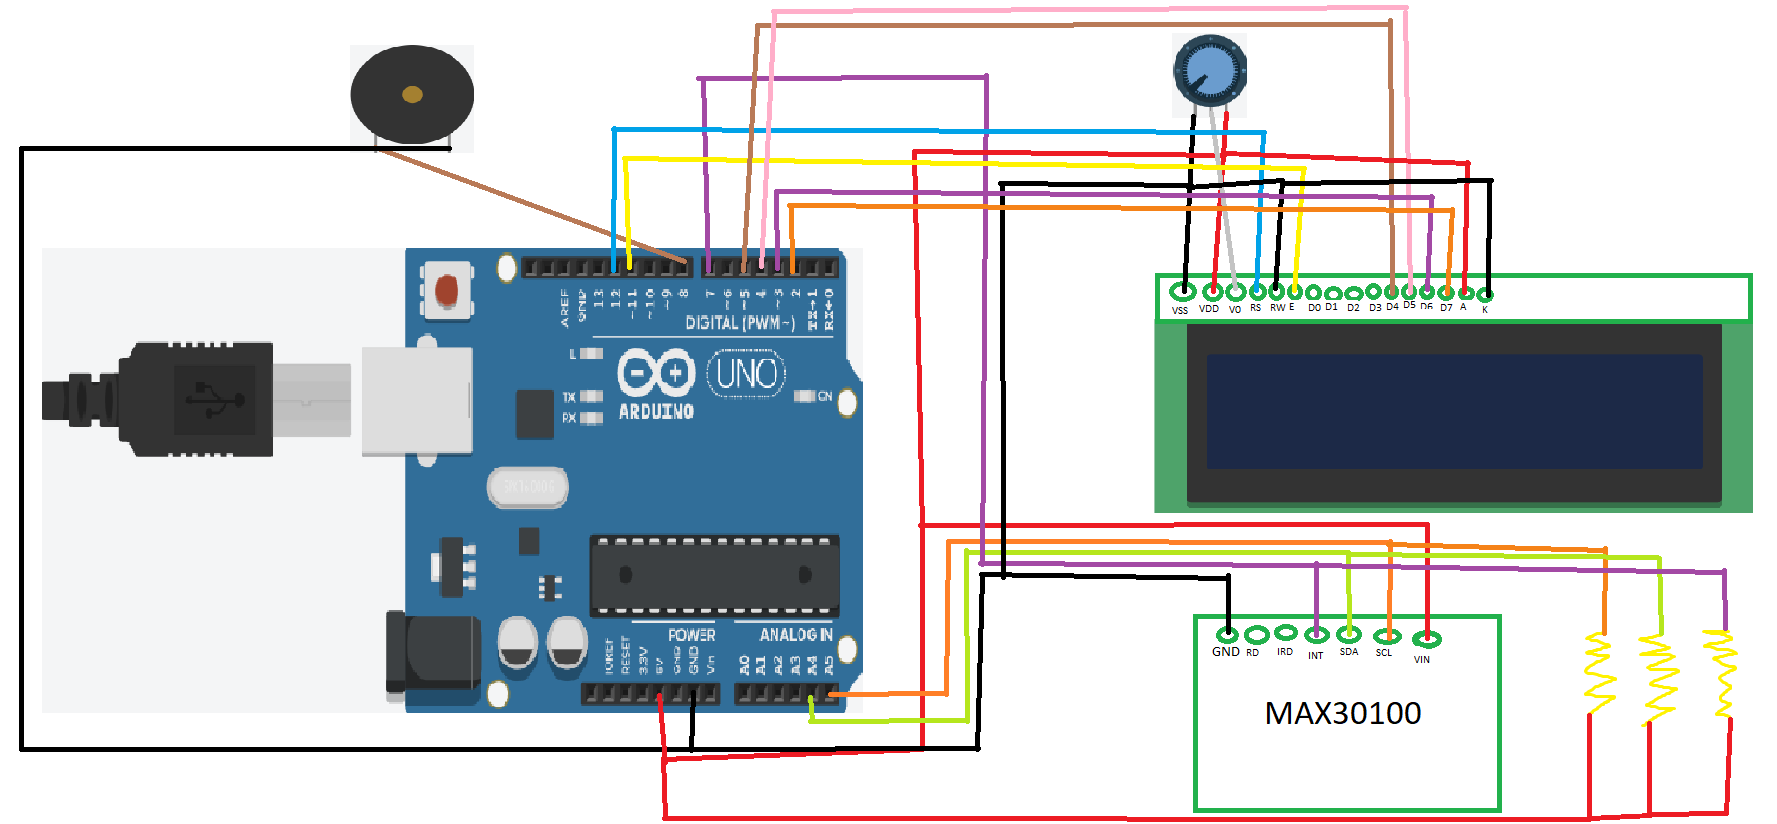 AREF
GND
13
12
~11
~10
~9
8
7
~6
~5
4
~3
2
TX→1
RX←0
DIGITAL (PWM~)
L
TX
RX
UNO
ARDUINO
ON
POWER
ANALOG IN
IOREF
RESET
3.3V
5V
GND
GND
Vin
A0
A1
A2
A3
A4
A5
VSS
VDD
V0
RS
RW
E
D0
D1
D2
D3
D4
D5
D6
D7
A
K
GND
RD
IRD
INT
SDA
SCL
VIN
MAX30100